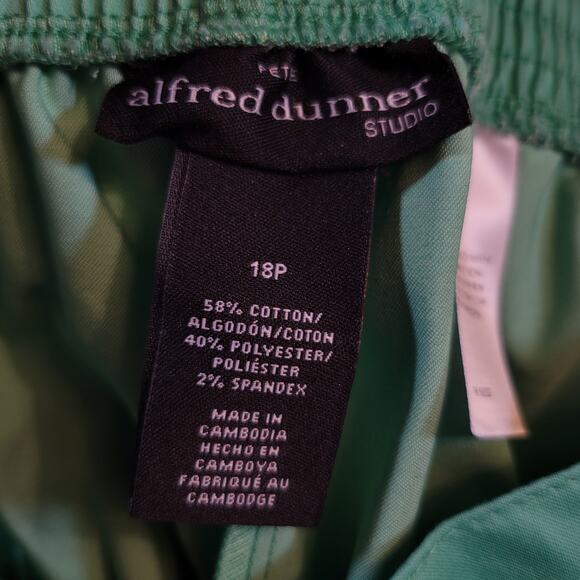 PETE
alfred dunner
STUDIO
18P
58% COTTON/
ALGODÓN/COTON
40% POLYESTER/
POLIÉSTER
2% SPANDEX
MADE IN
CAMBODIA
HECHO EN
CAMBOYA
FABRIQUÉ AU
CAMBODGE